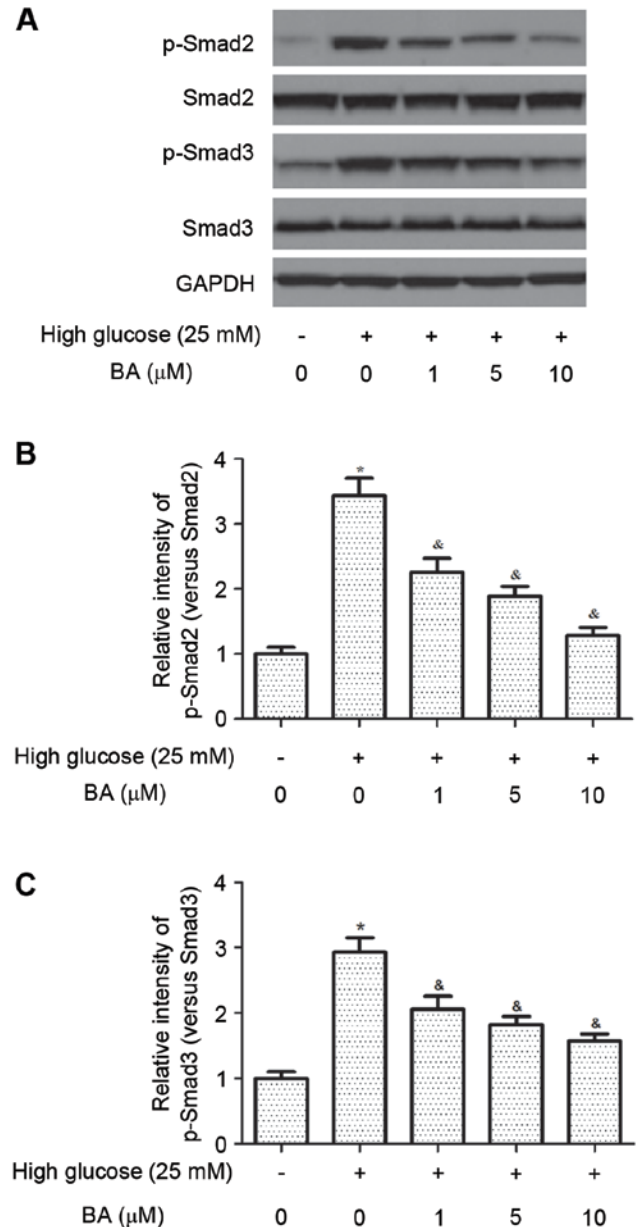 A
p-Smad2
Smad2
p-Smad3
Smad3
GAPDH
High glucose (25 mM) - + + + +
BA (μM) 0 0 1 5 10
B
Relative intensity of
p-Smad2 (versus Smad2)
4
3
2
1
0
*
&
&
&
High glucose (25 mM) - + + + +
BA (μM) 0 0 1 5 10
C
Relative intensity of
p-Smad3 (versus Smad3)
4
3
2
1
0
*
&
&
&
High glucose (25 mM) - + + + +
BA (μM) 0 0 1 5 10